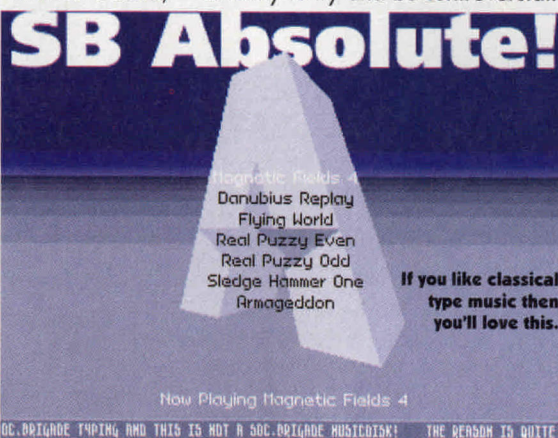 SB Absolute!
Magnetic Fields 4
Danubius Replay
Flying World
Real Puzzy Even
Real Puzzy Odd
Sledge Hammer One
Armageddon
If you like classical
type music then
you'll love this.
Now Playing Magnetic Fields 4
OC.BRIGADE TYPING AND THIS IS NOT A SOC.BRIGADE MUSICDISK! THE REASON IS QUITE